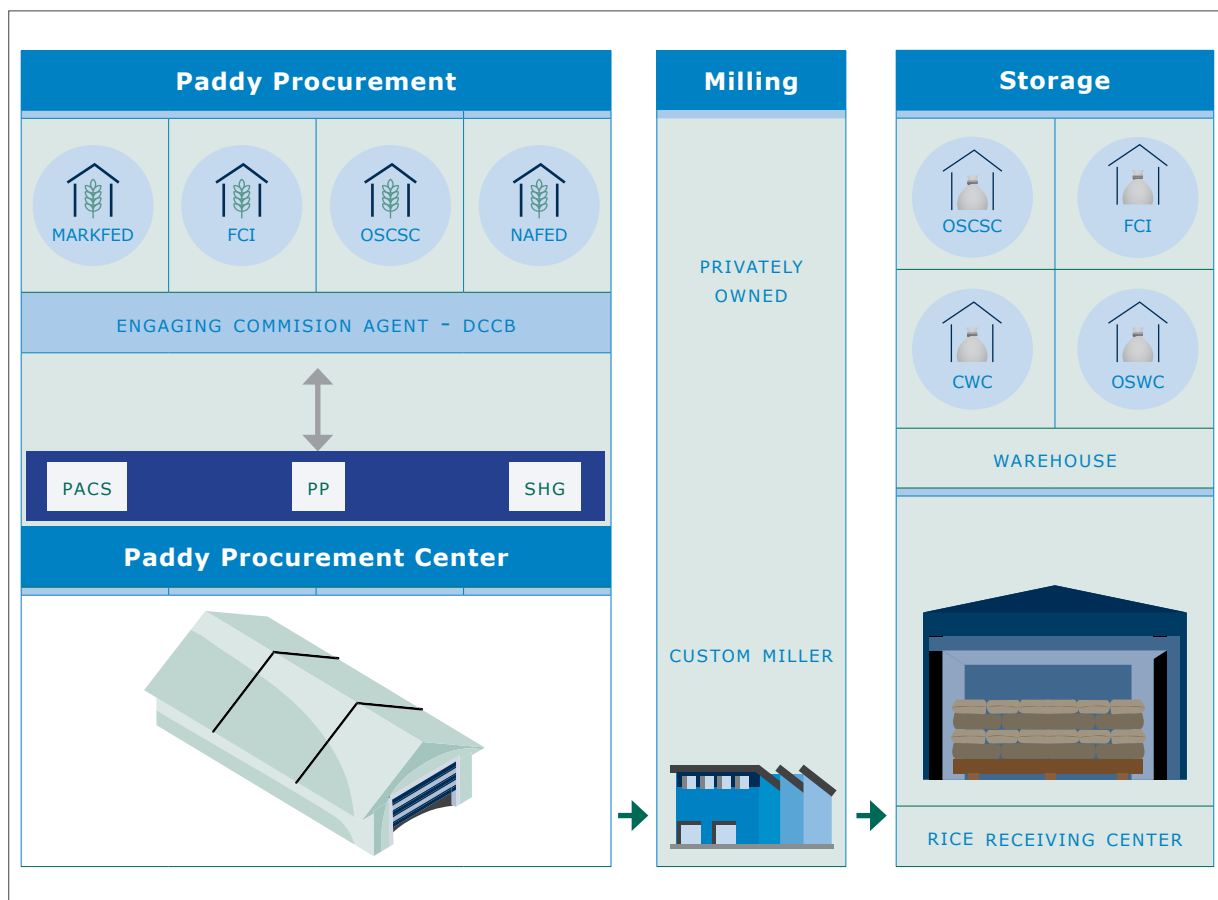 Paddy Procurement
MARKFED
FCI
OSCSC
NAFED
ENGAGING COMMISION AGENT - DCCB
PACS
PP
SHG
Paddy Procurement Center
Milling
PRIVATELY
OWNED
CUSTOM MILLER
Storage
OSCSC
FCI
CWC
OSWC
WAREHOUSE
RICE RECEIVING CENTER